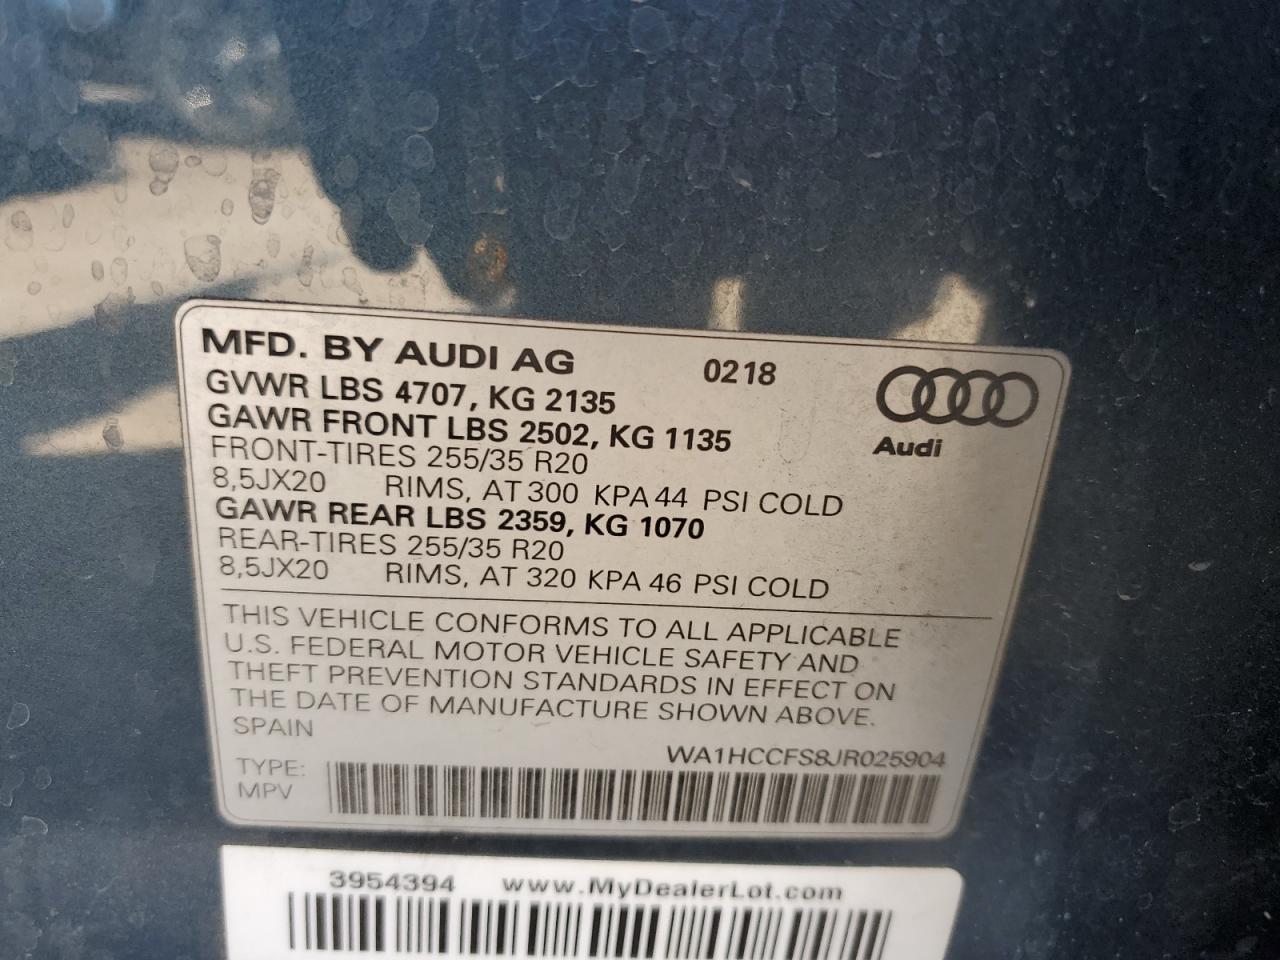 MFD. BY AUDI AG 0218
GVWR LBS 4707, KG 2135
GAWR FRONT LBS 2502, KG 1135
Audi
FRONT-TIRES 255/35 R20
8,5JX20 RIMS, AT 300 KPA 44 PSI COLD
GAWR REAR LBS 2359, KG 1070
REAR-TIRES 255/35 R20
8,5JX20 RIMS, AT 320 KPA 46 PSI COLD
THIS VEHICLE CONFORMS TO ALL APPLICABLE
U.S. FEDERAL MOTOR VEHICLE SAFETY AND
THEFT PREVENTION STANDARDS IN EFFECT ON
THE DATE OF MANUFACTURE SHOWN ABOVE.
SPAIN
WA1HCCFS8JR025904
TYPE:
MPV
3954394 www.MyDealerLot.com